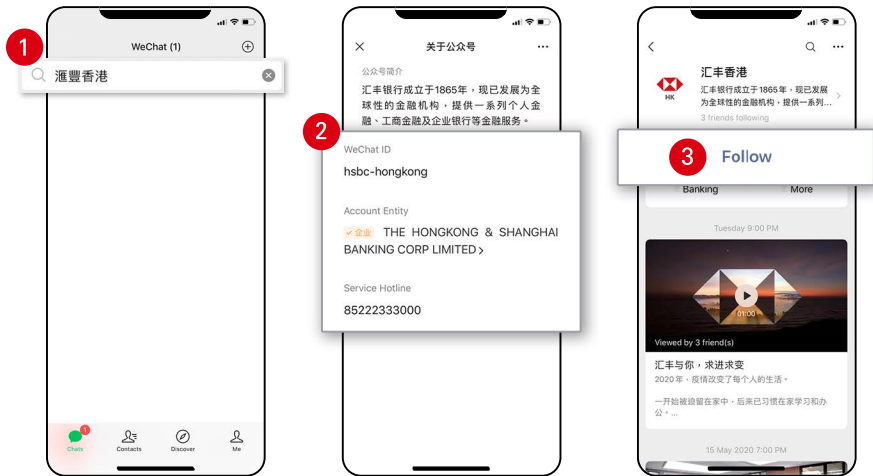 1
WeChat (1)
滙豐香港
1
Chats
Contacts
Discover
Me
关于公众号
公众号简介
汇丰银行成立于1865年，现已发展为全
球性的金融机构，提供一系列个人金
融、工商金融及企业银行等金融服务。
2
WeChat ID
hsbc-hongkong
Account Entity
企业 THE HONGKONG & SHANGHAI
BANKING CORP LIMITED
Service Hotline
85222333000
HK
汇丰香港
汇丰银行成立于1865年，现已发展
为全球性的金融机构，提供一系列...
3 friends following
3
Follow
Banking
More
Tuesday 9:00 PM
01:00
Viewed by 3 friend(s)
汇丰与你，求进求变
2020年，疫情改变了每个人的生活。
一开始被迫留在家中，后来已习惯在家学习和办
公。...
15 May 2020 7:00 PM